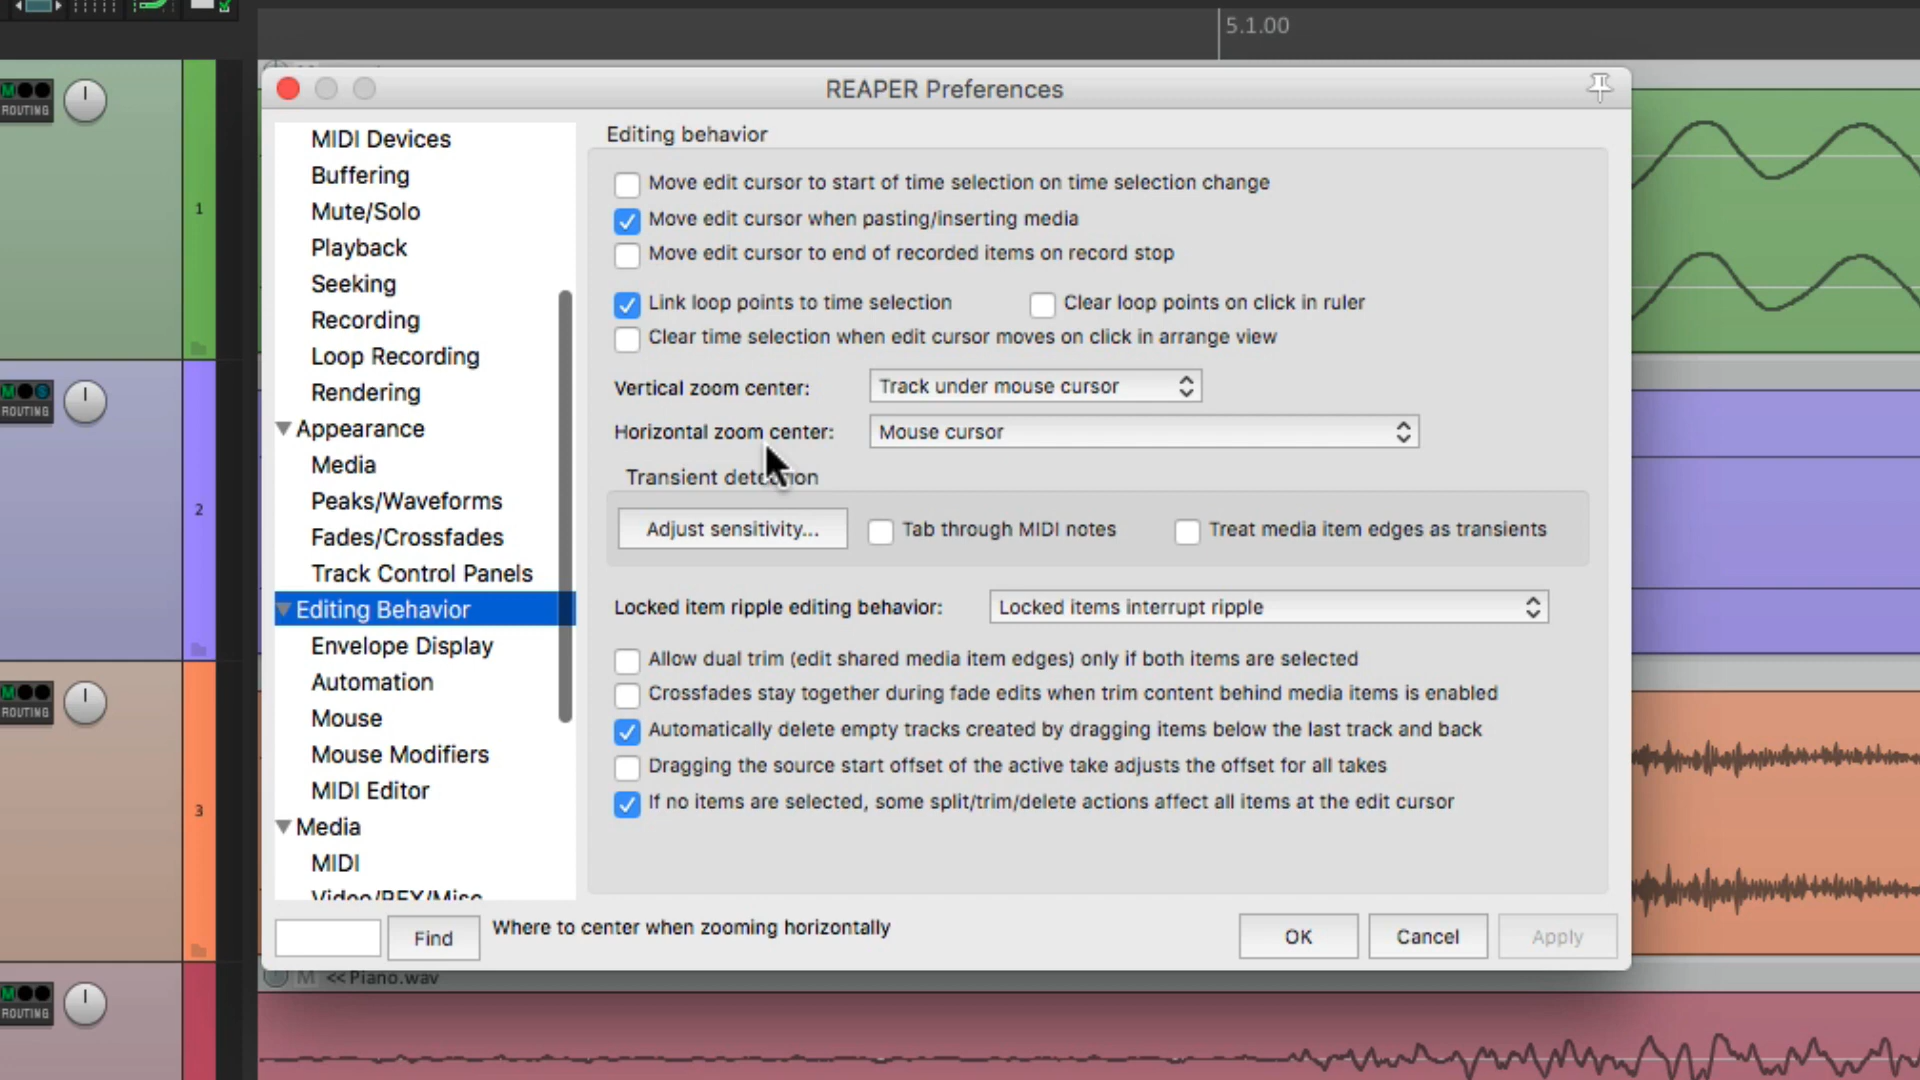 5.1.00
REAPER Preferences
MIDI Devices
Buffering
Mute/Solo
Playback
Seeking
Recording
Loop Recording
Rendering
Appearance
Media
Peaks/Waveforms
Fades/Crossfades
Track Control Panels
Editing Behavior
Envelope Display
Automation
Mouse
Mouse Modifiers
MIDI Editor
Media
MIDI
Video/REX/Misc
Editing behavior
Move edit cursor to start of time selection on time selection change
Move edit cursor when pasting/inserting media
Move edit cursor to end of recorded items on record stop
Link loop points to time selection
Clear loop points on click in ruler
Clear time selection when edit cursor moves on click in arrange view
Vertical zoom center: Track under mouse cursor
Horizontal zoom center: Mouse cursor
Transient detection
Adjust sensitivity...
Tab through MIDI notes
Treat media item edges as transients
Locked item ripple editing behavior: Locked items interrupt ripple
Allow dual trim (edit shared media item edges) only if both items are selected
Crossfades stay together during fade edits when trim content behind media items is enabled
Automatically delete empty tracks created by dragging items below the last track and back
Dragging the source start offset of the active take adjusts the offset for all takes
If no items are selected, some split/trim/delete actions affect all items at the edit cursor
Find
Where to center when zooming horizontally
OK
Cancel
Apply
M
ROUTING
1
M S
ROUTING
2
M
ROUTING
3
M
ROUTING
M << Piano.wav